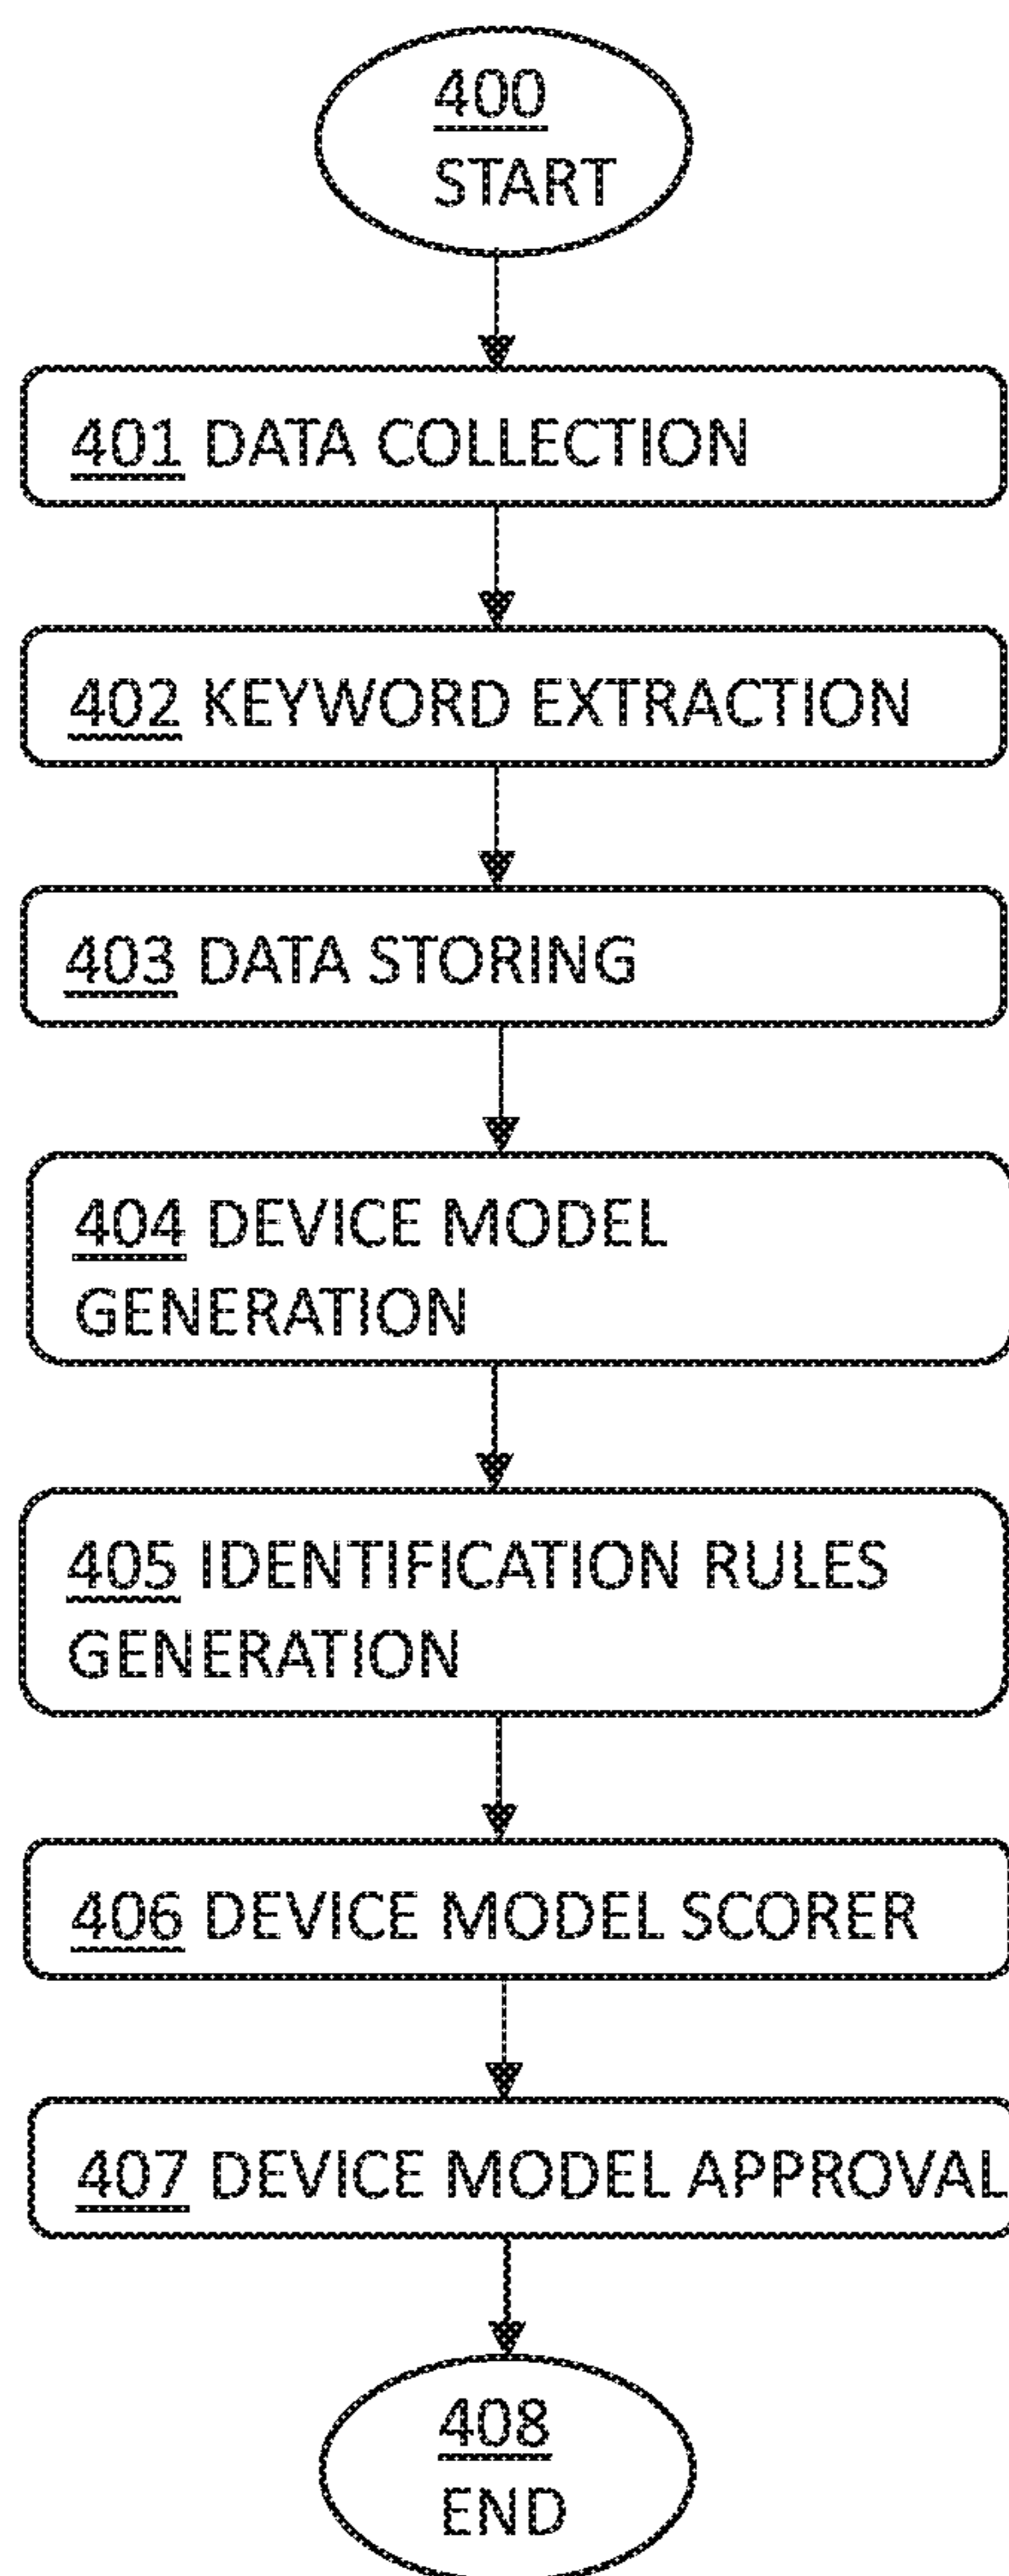 400
START
401 DATA COLLECTION
402 KEYWORD EXTRACTION
403 DATA STORING
404 DEVICE MODEL
GENERATION
405 IDENTIFICATION RULES
GENERATION
406 DEVICE MODEL SCORER
407 DEVICE MODEL APPROVAL
408
END